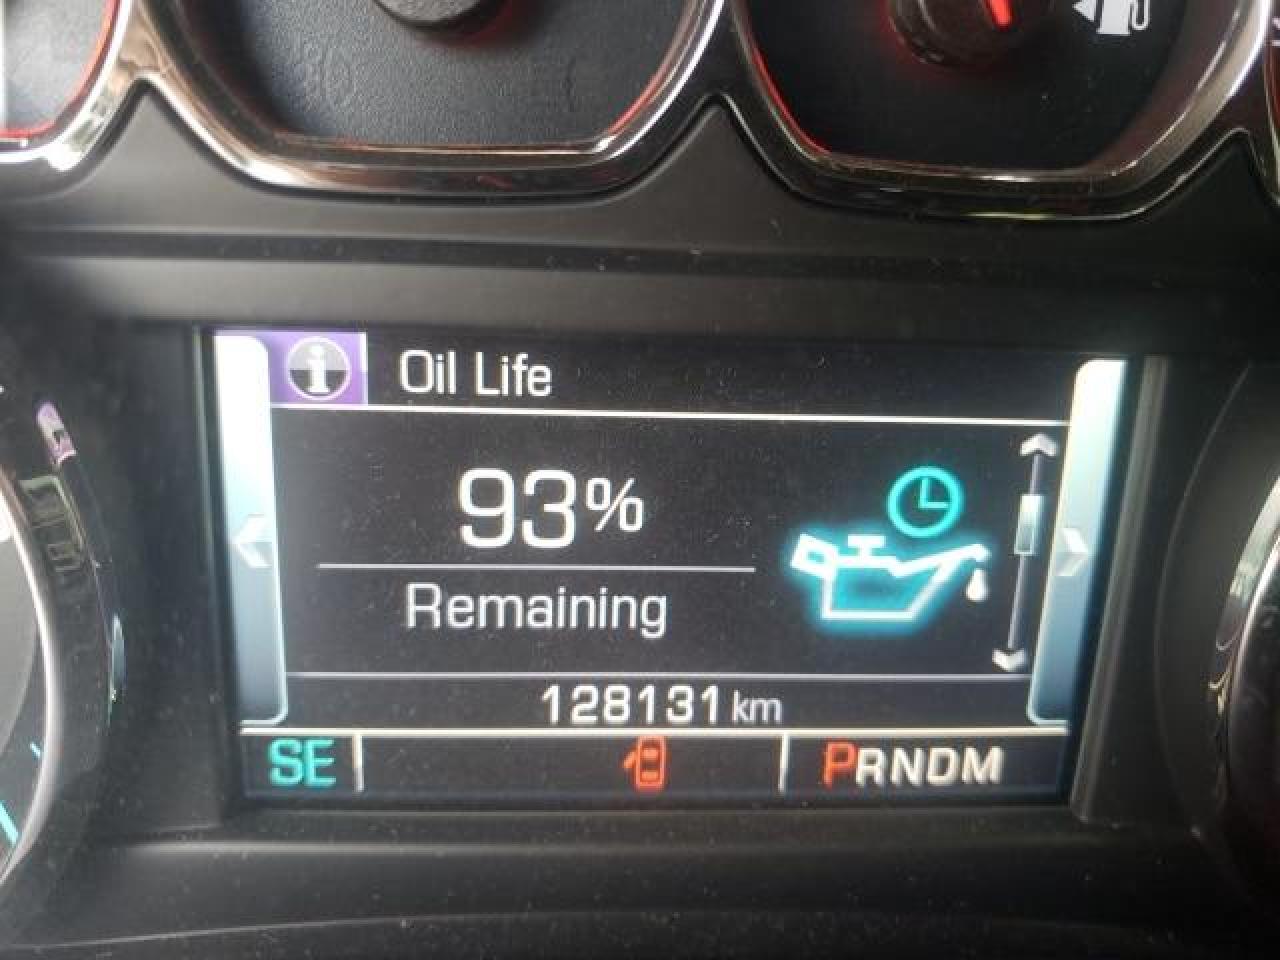 Oil Life
93%
Remaining
128131 km
SE
PRNDM